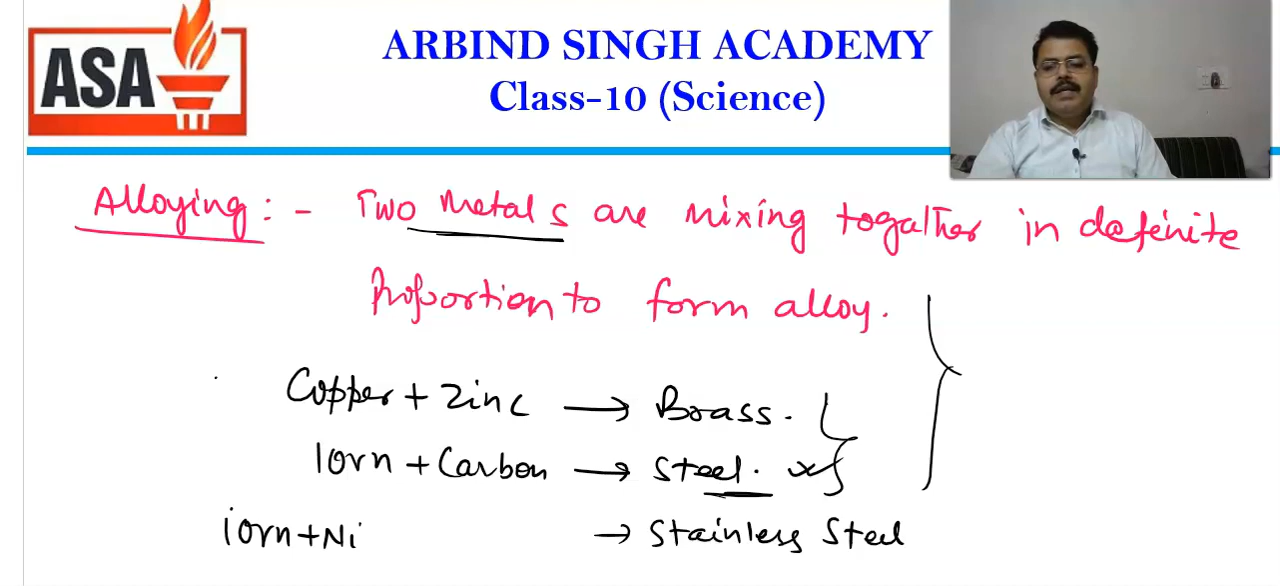 ASA
ARBIND SINGH ACADEMY
Class-10 (Science)
Alloying :- Two Metals are mixing togather in definite
Proportion to form alloy.
Copper + Zinc → Brass.
Iorn + Carbon → Steel.
iorn + Ni → Stainless Steel